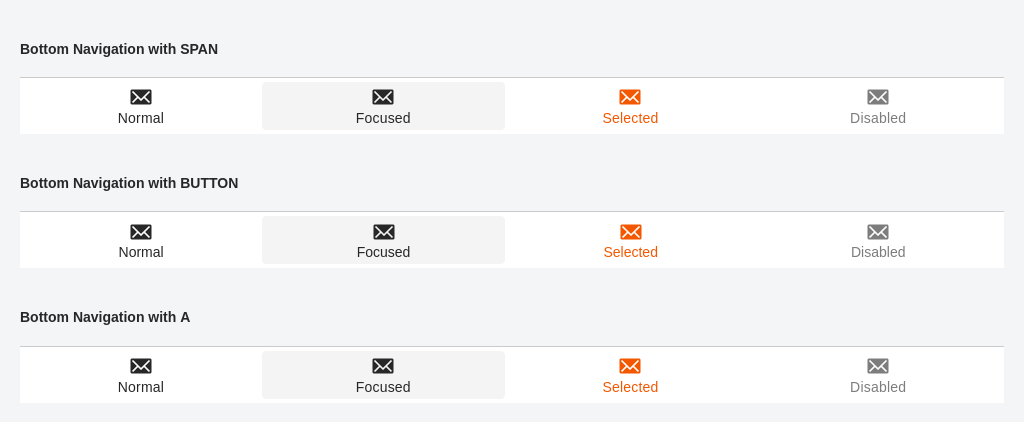 Bottom Navigation with SPAN
Normal Focused Selected Disabled
Bottom Navigation with BUTTON
Normal Focused Selected Disabled
Bottom Navigation with A
Normal Focused Selected Disabled